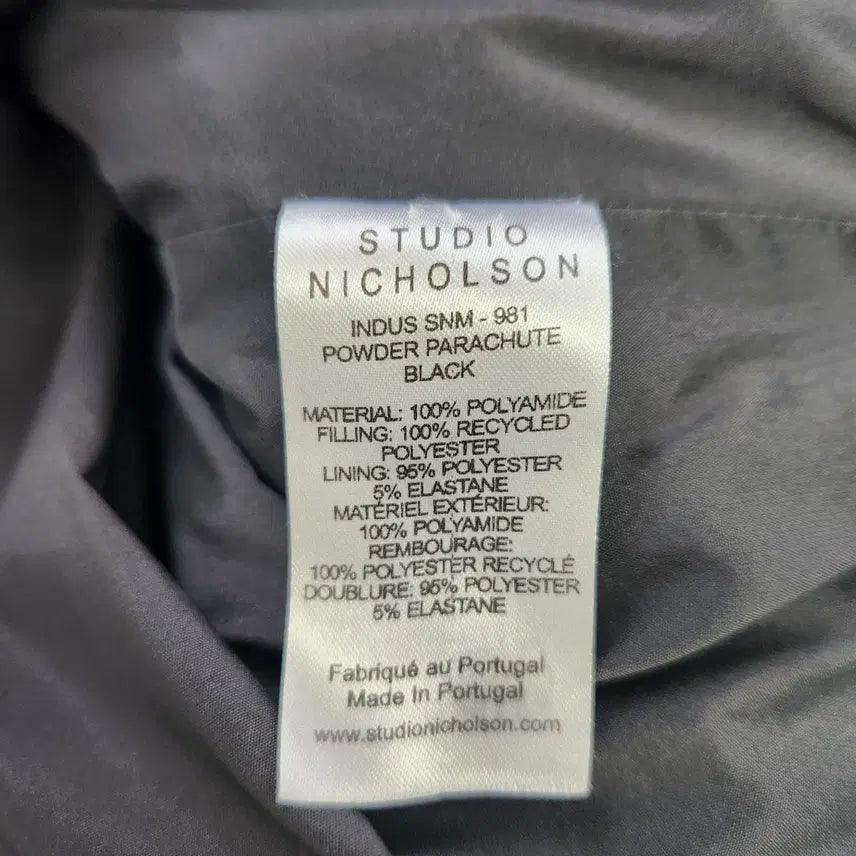 STUDIO
NICHOLSON
INDUS SNM - 981
POWDER PARACHUTE
BLACK
MATERIAL: 100% POLYAMIDE
FILLING: 100% RECYCLED
POLYESTER
LINING: 95% POLYESTER
5% ELASTANE
MATÉRIEL EXTÉRIEUR:
100% POLYAMIDE
REMBOURAGE:
100% POLYESTER RECYCLÉ
DOUBLURE: 95% POLYESTER
5% ELASTANE
Fabriqué au Portugal
Made In Portugal
www.studionicholson.com